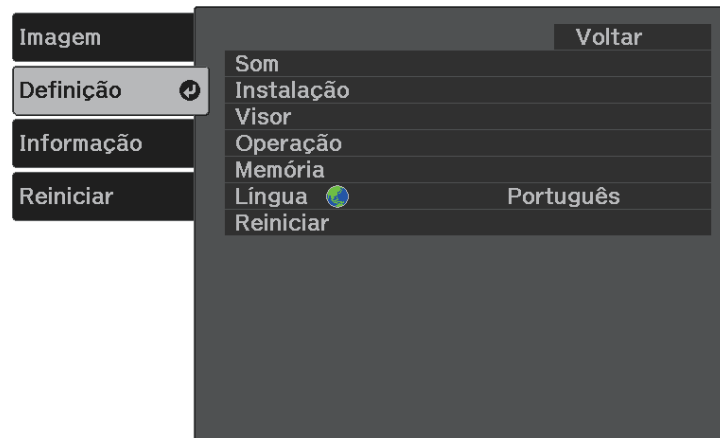 Imagem
Definição
Informação
Reiniciar
Voltar
Som
Instalação
Visor
Operação
Memória
Língua Português
Reiniciar